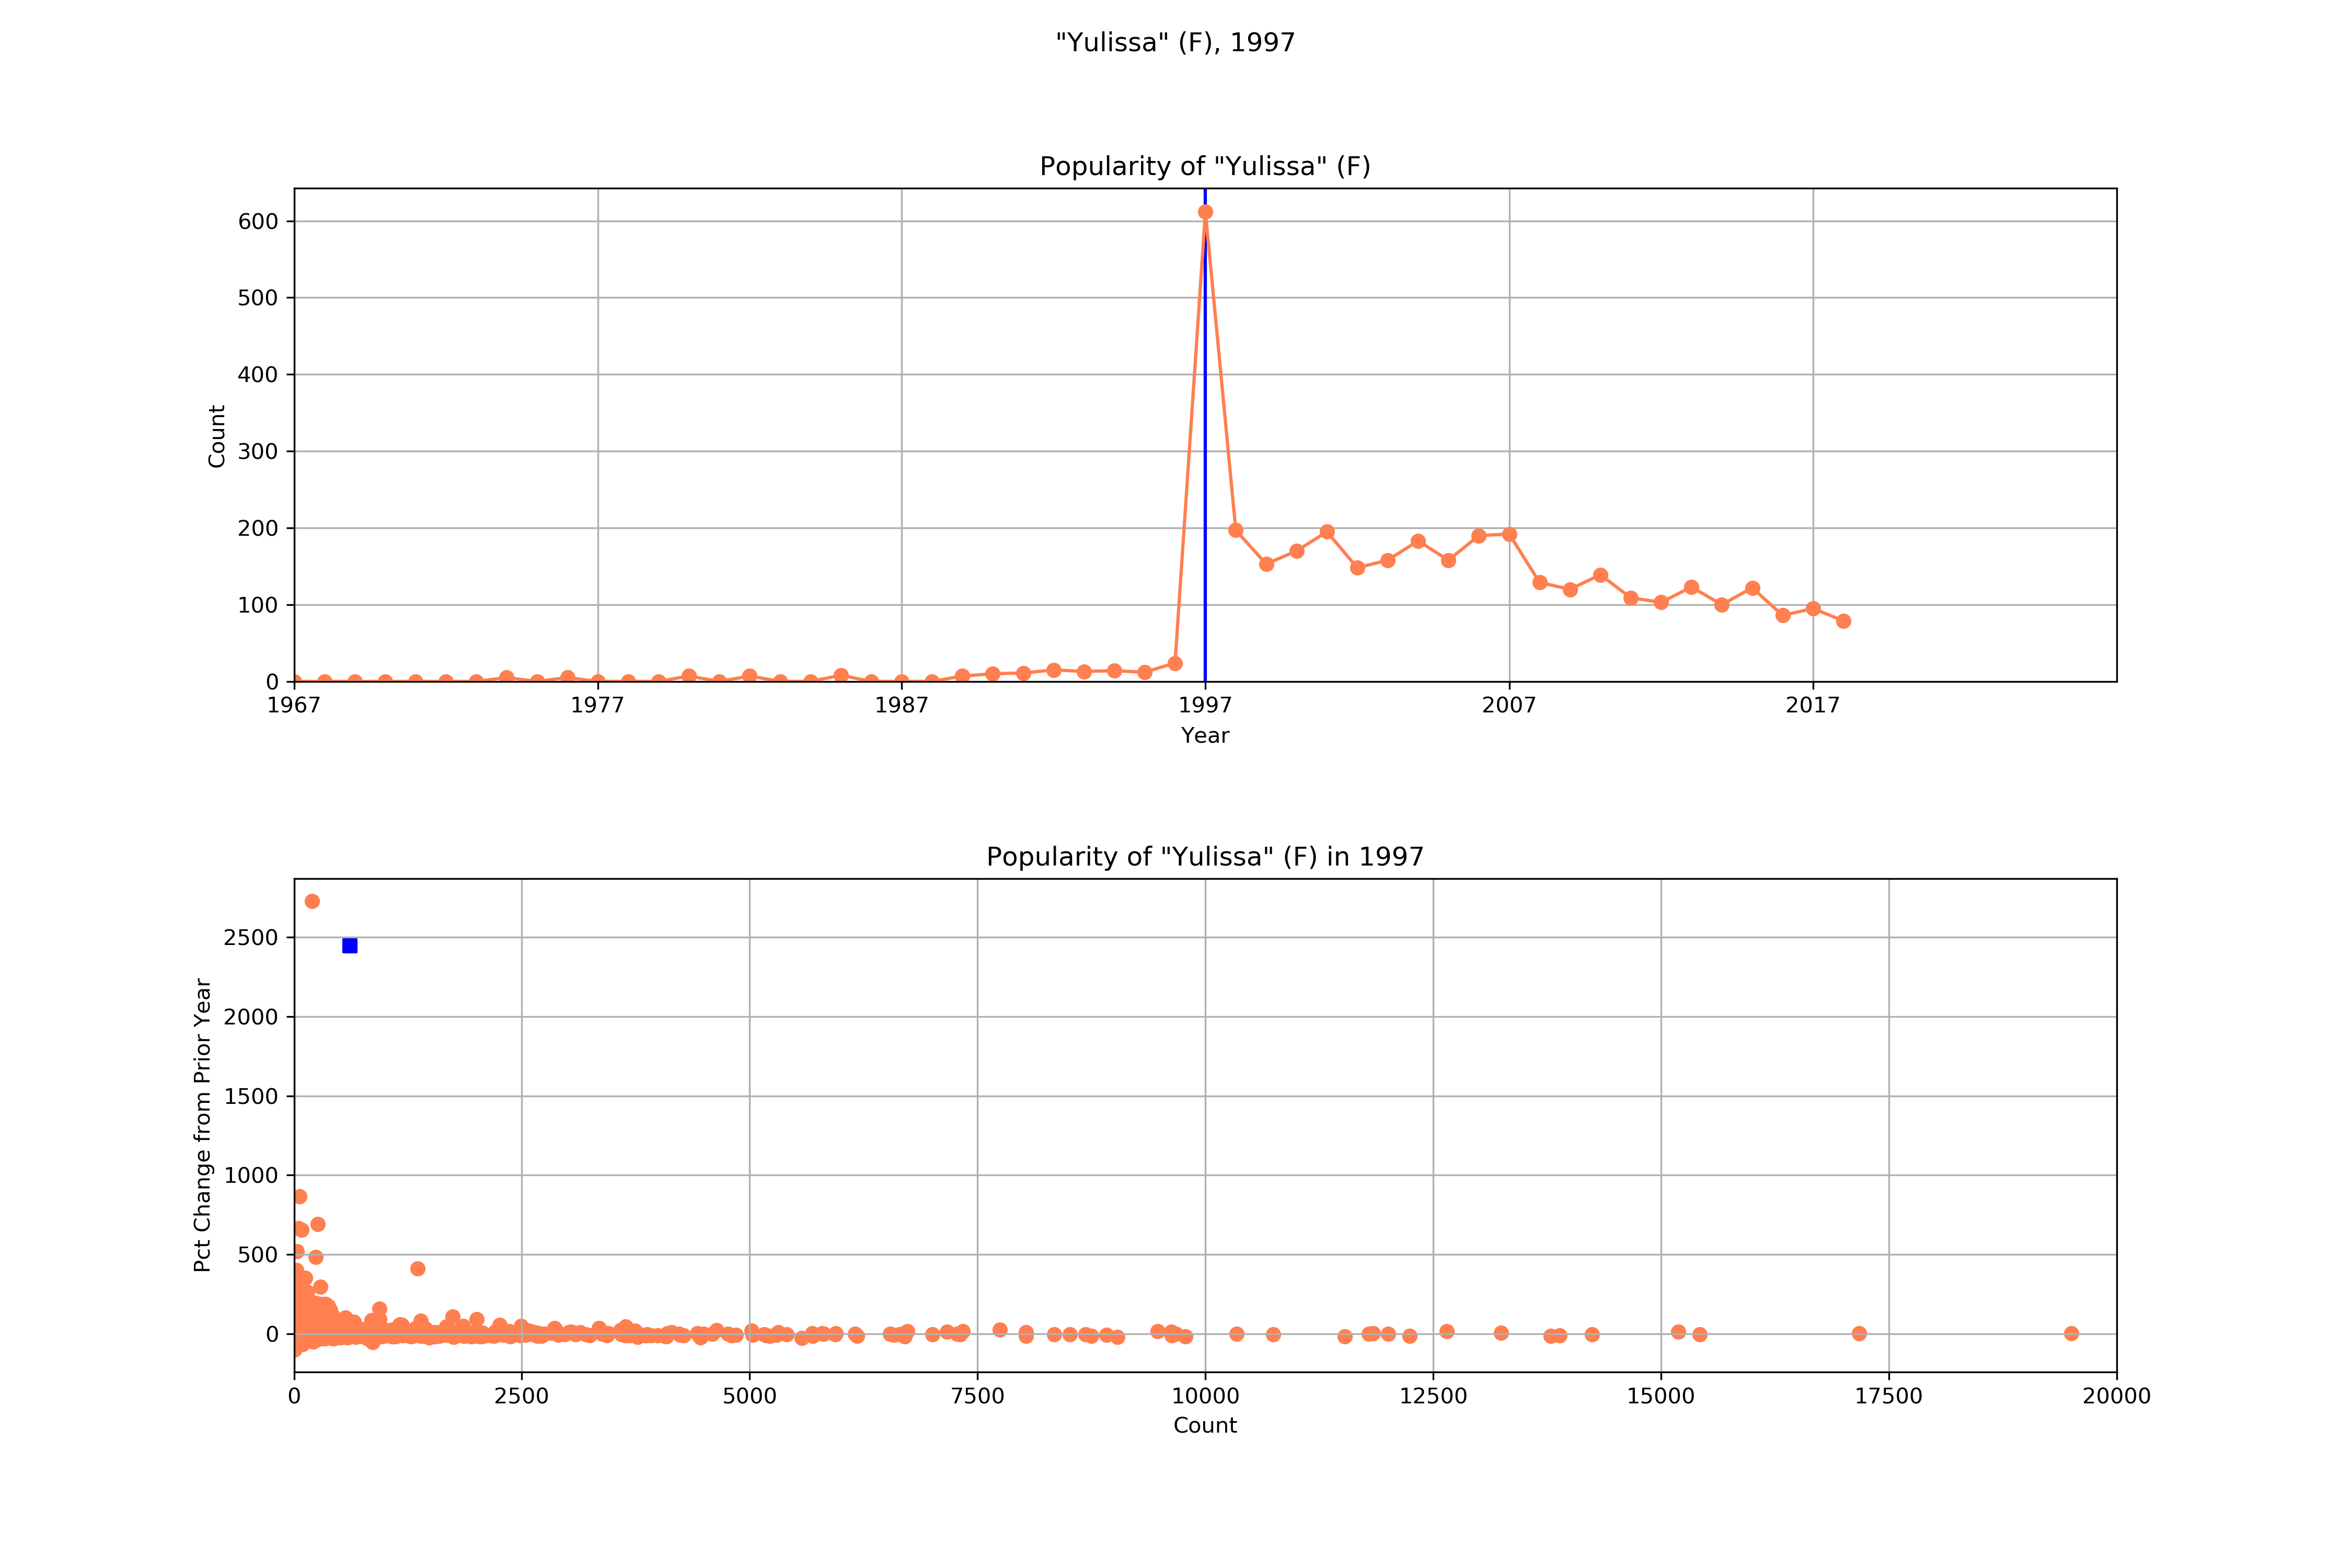 "Yulissa" (F), 1997
Popularity of "Yulissa" (F)
600
500
400
300
200
100
0
Count
1967 1977 1987 1997 2007 2017
Year
Popularity of "Yulissa" (F) in 1997
2500
2000
1500
1000
500
0
Pct Change from Prior Year
0 2500 5000 7500 10000 12500 15000 17500 20000
Count